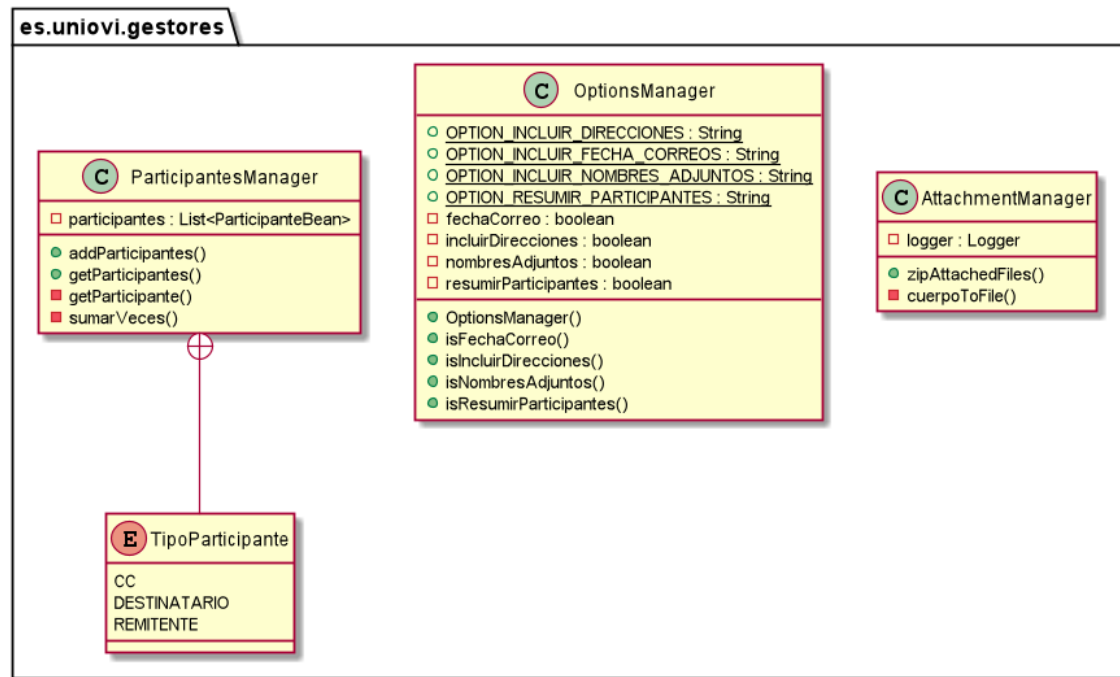 es.uniovi.gestores
C ParticipantesManager
participantes : List<ParticipanteBean>
addParticipantes()
getParticipantes()
getParticipante()
sumarVeces()
C OptionsManager
OPTION_INCLUIR_DIRECCIONES : String
OPTION_INCLUIR_FECHA_CORREOS : String
OPTION_INCLUIR_NOMBRES_ADJUNTOS : String
OPTION_RESUMIR_PARTICIPANTES : String
fechaCorreo : boolean
incluirDirecciones : boolean
nombresAdjuntos : boolean
resumirParticipantes : boolean
OptionsManager()
isFechaCorreo()
isIncluirDirecciones()
isNombresAdjuntos()
isResumirParticipantes()
C AttachmentManager
logger : Logger
zipAttachedFiles()
cuerpoToFile()
E TipoParticipante
CC
DESTINATARIO
REMITENTE